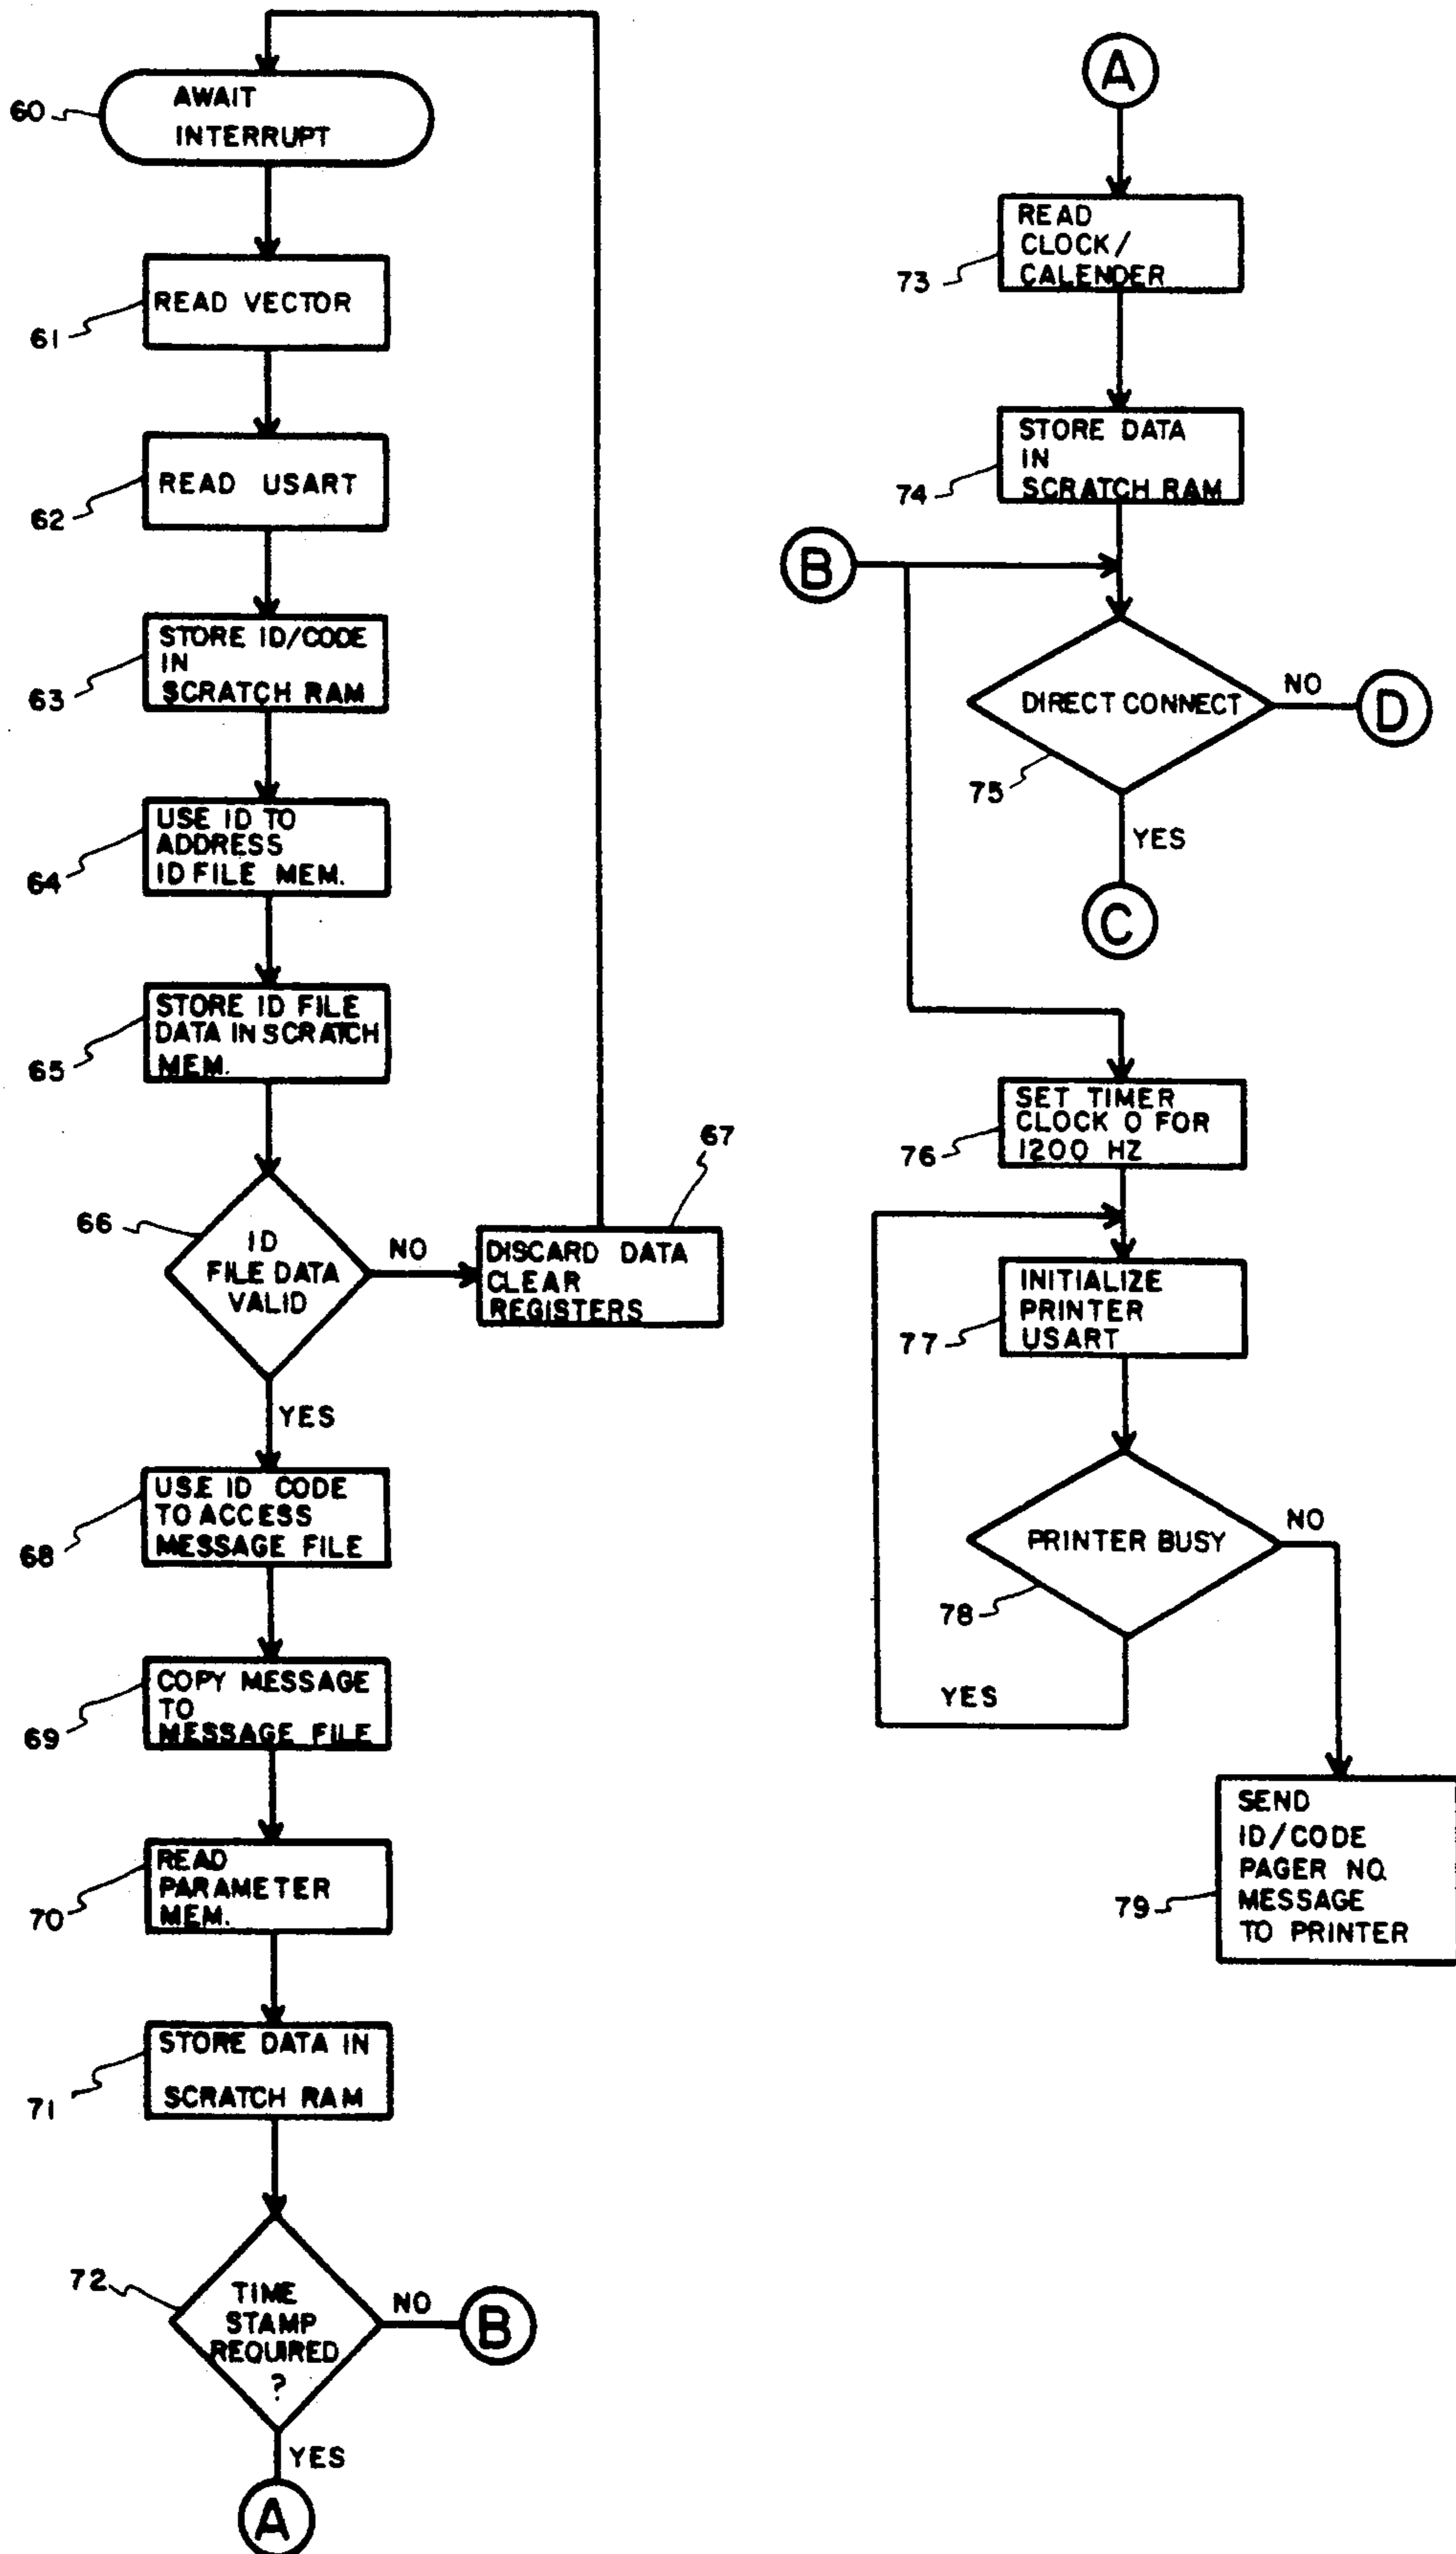 60
AWAIT
INTERRUPT
61
READ VECTOR
62
READ USART
63
STORE ID/CODE
IN
SCRATCH RAM
64
USE ID TO
ADDRESS
ID FILE MEM.
65
STORE ID FILE
DATA IN SCRATCH
MEM.
66
ID
FILE DATA
VALID
NO
67
DISCARD DATA
CLEAR
REGISTERS
YES
68
USE ID CODE
TO ACCESS
MESSAGE FILE
69
COPY MESSAGE
TO
MESSAGE FILE
70
READ
PARAMETER
MEM.
71
STORE DATA IN
SCRATCH RAM
72
TIME
STAMP
REQUIRED
?
NO
B
YES
A
A
73
READ
CLOCK/
CALENDER
74
STORE DATA
IN
SCRATCH RAM
B
DIRECT CONNECT
NO
D
75
YES
C
76
SET TIMER
CLOCK 0 FOR
1200 HZ
77
INITIALIZE
PRINTER
USART
PRINTER BUSY
NO
78
YES
79
SEND
ID/CODE
PAGER NO.
MESSAGE
TO PRINTER